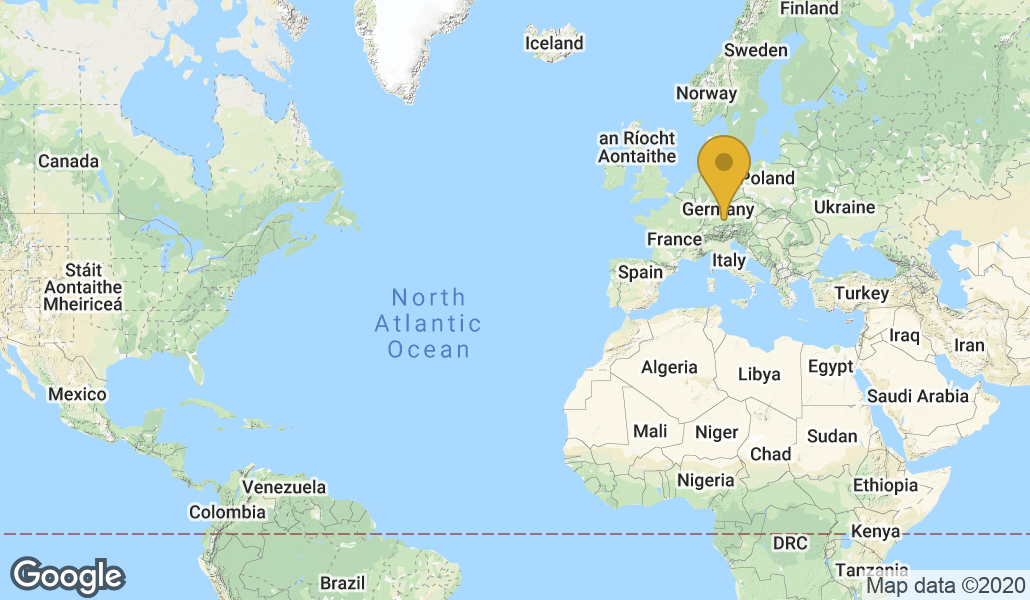 Finland
Iceland
Sweden
Norway
an Ríocht
Aontaithe
Canada
Poland
Germany
Ukraine
France
Italy
Spain
Stáit
Aontaithe
Mheiriceá
Turkey
North
Atlantic
Ocean
Iraq
Iran
Algeria
Libya
Egypt
Mexico
Saudi Arabia
Mali
Niger
Sudan
Chad
Nigeria
Ethiopia
Venezuela
Colombia
Kenya
DRC
Tanzania
Brazil
Google
Map data ©2020